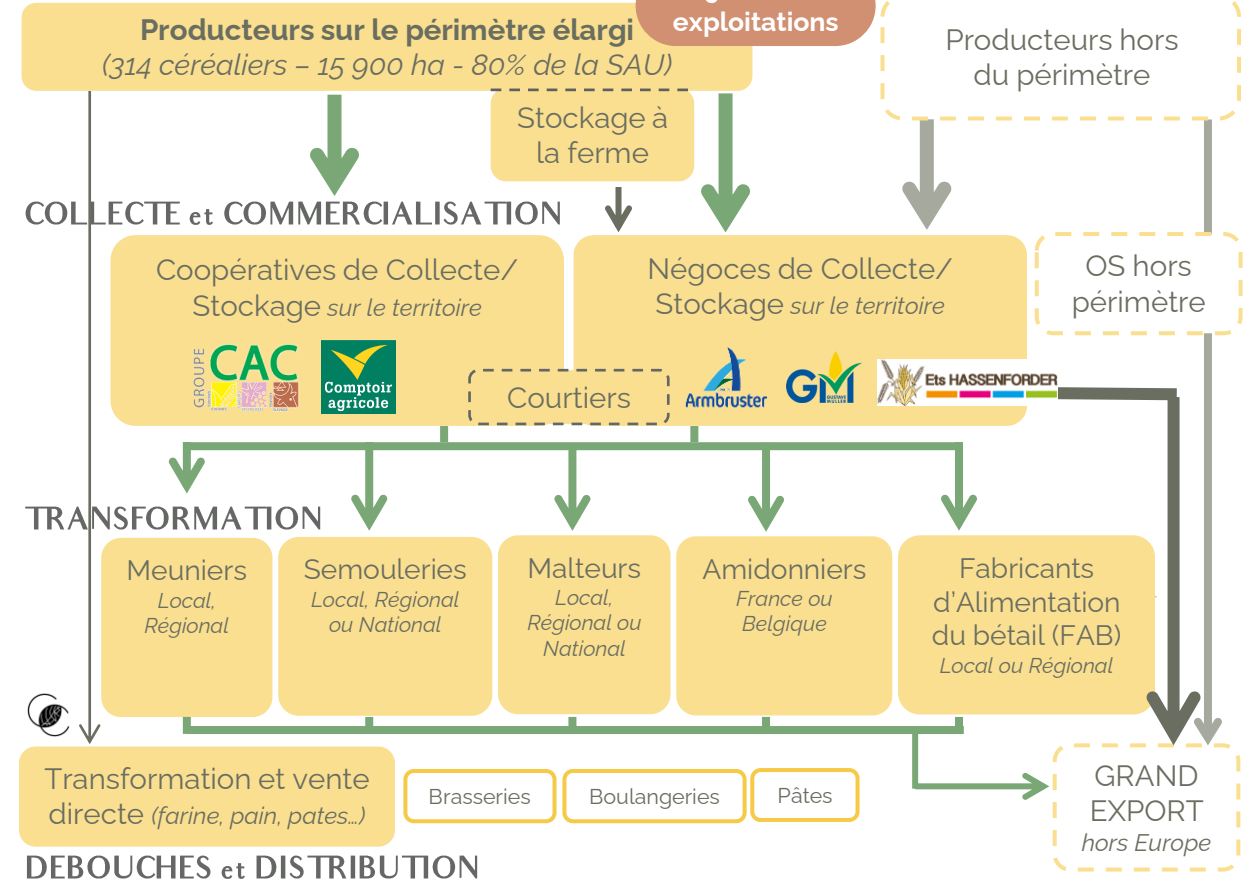 exploitations
Producteurs sur le périmètre élargi
(314 céréaliers – 15 900 ha - 80% de la SAU)
Producteurs hors
du périmètre
Stockage à
la ferme
COLLECTE et COMMERCIALISATION
Coopératives de Collecte/
Stockage sur le territoire
Négoces de Collecte/
Stockage sur le territoire
OS hors
périmètre
GROUPE
CAC
Comptoir
agricole
Courtiers
Armbruster
GM
GUSTAVE
MULLER
Ets HASSENFORDER
TRANSFORMATION
Meuniers
Local,
Régional
Semouleries
Local, Régional
ou National
Malteurs
Local,
Régional ou
National
Amidonniers
France ou
Belgique
Fabricants
d’Alimentation
du bétail (FAB)
Local ou Régional
Transformation et vente
directe (farine, pain, pates…)
Brasseries
Boulangeries
Pâtes
GRAND
EXPORT
hors Europe
DEBOUCHES et DISTRIBUTION